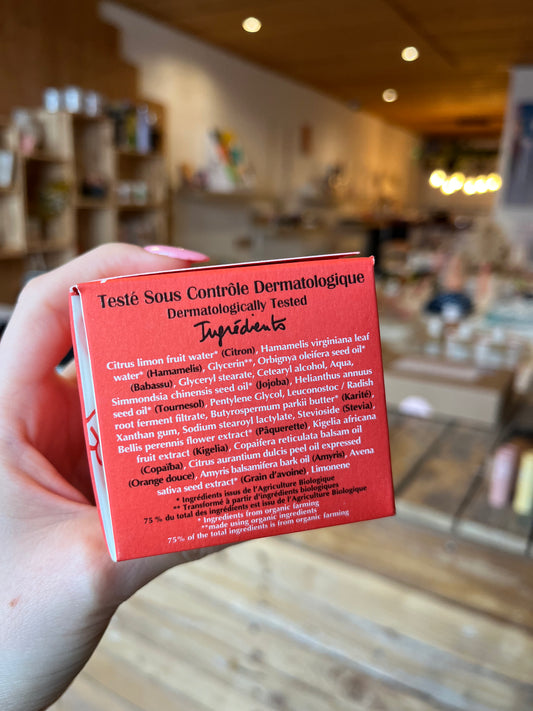 Testé Sous Contrôle Dermatologique
Dermatologically Tested
Ingrédients
Citrus limon fruit water* (Citron), Hamamelis virginiana leaf
water* (Hamamelis), Glycerin**, Orbignya oleifera seed oil*
(Babassu), Glyceryl stearate, Cetearyl alcohol, Aqua,
Simmondsia chinensis seed oil* (Jojoba), Helianthus annuus
seed oil* (Tournesol), Pentylene Glycol, Leuconostoc / Radish
root ferment filtrate, Butyrospermum parkii butter* (Karité),
Xanthan gum, Sodium stearoyl lactylate, Stevioside (Stevia),
Bellis perennis flower extract* (Pâquerette), Kigelia africana
fruit extract (Kigelia), Copaifera reticulata balsam oil
(Copaïba), Citrus aurantium dulcis peel oil expressed
(Orange douce), Amyris balsamifera bark oil (Amyris), Avena
sativa seed extract* (Grain d'avoine), Limonene
* Ingrédients issus de l'Agriculture Biologique
** Transformé à partir d'ingrédients biologiques
75 % du total des ingrédients est issu de l'Agriculture Biologique
* Ingredients from organic farming
**made using organic ingredients
75% of the total ingredients is from organic farming